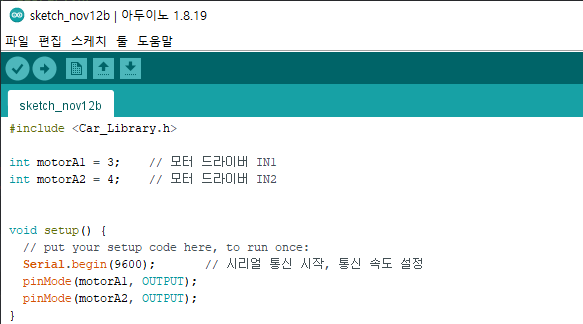 sketch_nov12b | 아두이노 1.8.19
파일 편집 스케치 툴 도움말
sketch_nov12b
#include <Car_Library.h>
int motorA1 = 3;    // 모터 드라이버 IN1
int motorA2 = 4;    // 모터 드라이버 IN2
void setup() {
  // put your setup code here, to run once:
  Serial.begin(9600);       // 시리얼 통신 시작, 통신 속도 설정
  pinMode(motorA1, OUTPUT);
  pinMode(motorA2, OUTPUT);
}